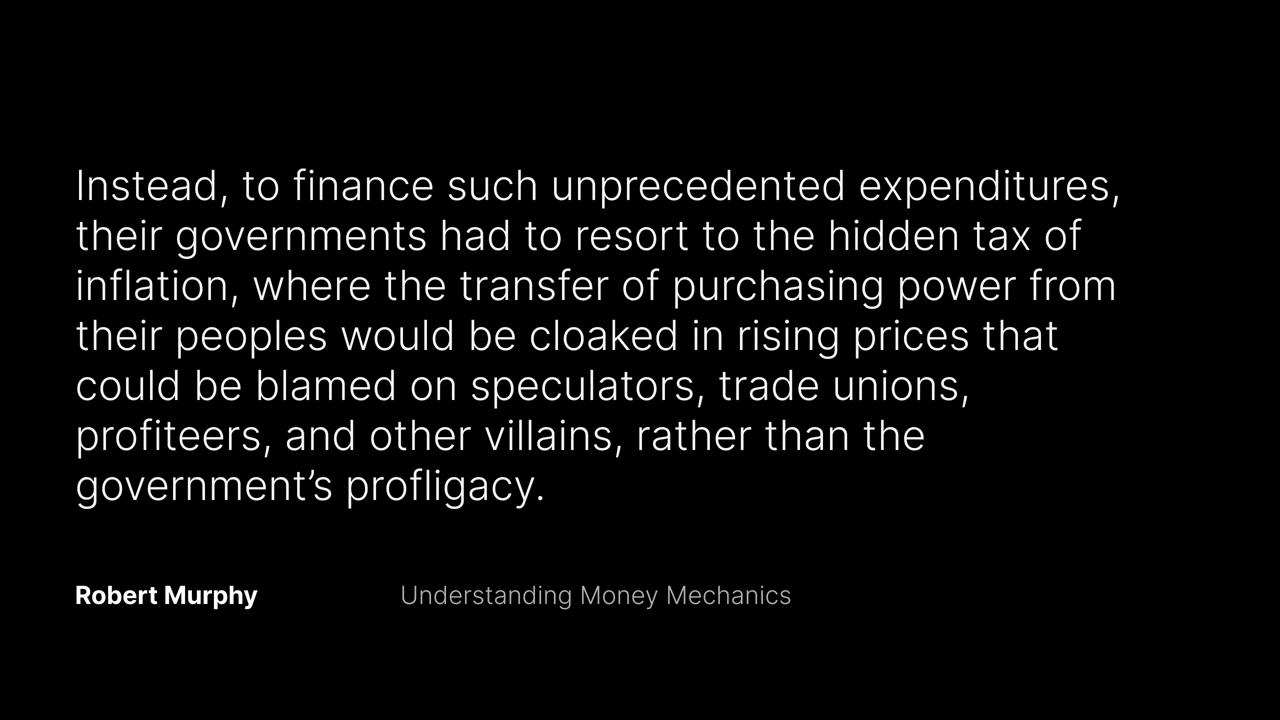 Instead, to finance such unprecedented expenditures,
their governments had to resort to the hidden tax of
inflation, where the transfer of purchasing power from
their peoples would be cloaked in rising prices that
could be blamed on speculators, trade unions,
profiteers, and other villains, rather than the
government’s profligacy.
Robert Murphy Understanding Money Mechanics